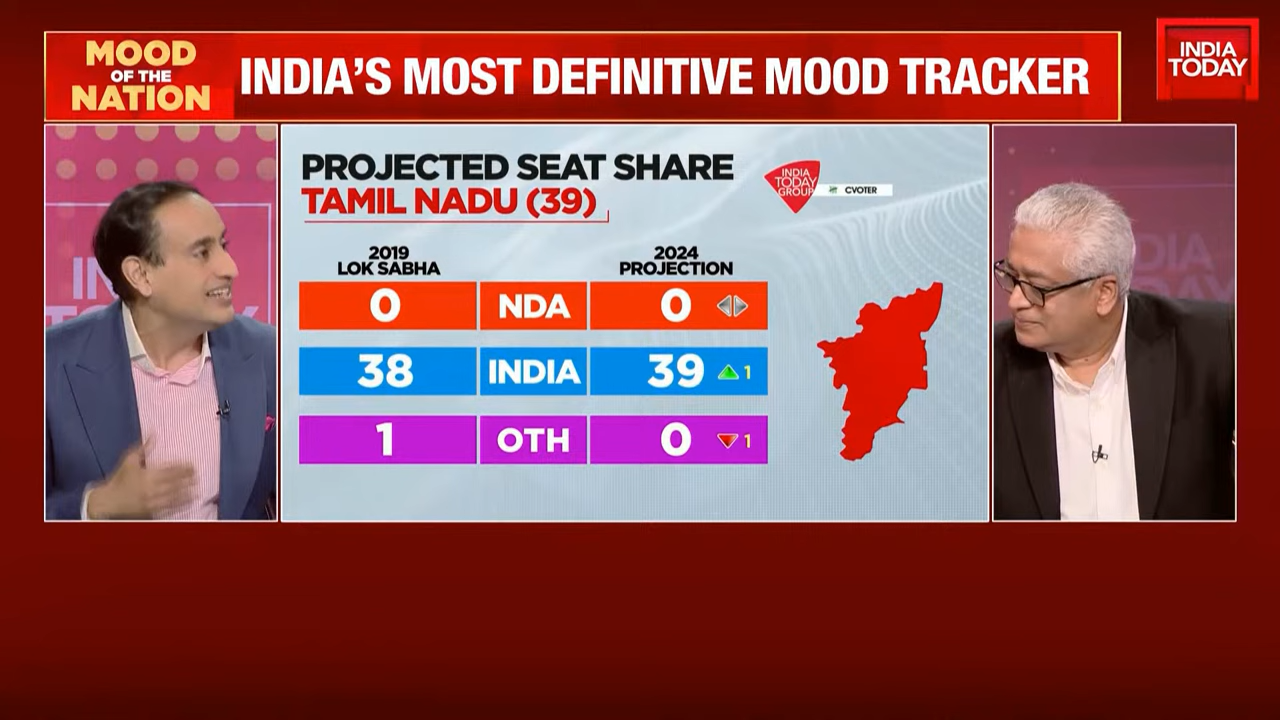 MOOD
OF THE
NATION
INDIA'S MOST DEFINITIVE MOOD TRACKER
INDIA
TODAY
PROJECTED SEAT SHARE
TAMIL NADU (39)
INDIA
TODAY
GROUP
CVOTER
2019
LOK SABHA
2024
PROJECTION
0 NDA 0
38 INDIA 39 1
1 OTH 0 1